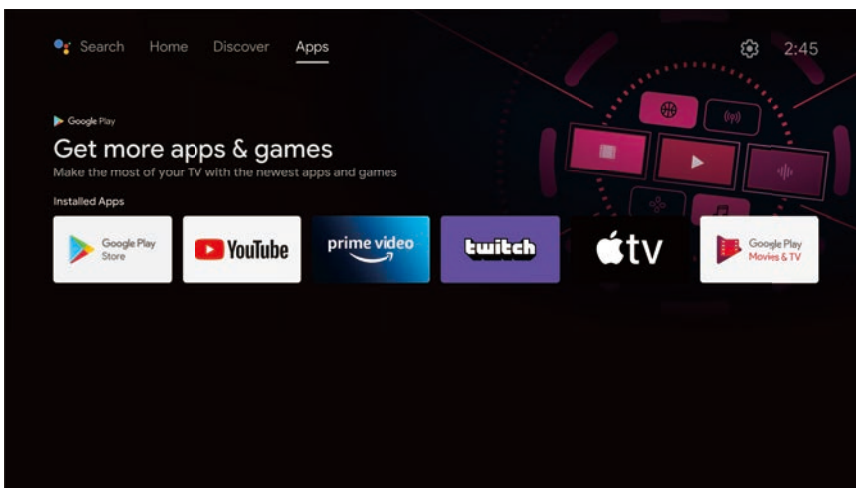 Search Home Discover Apps 2:45
Google Play
Get more apps & games
Make the most of your TV with the newest apps and games
Installed Apps
Google Play Store YouTube prime video twitch tv Google Play Movies & TV